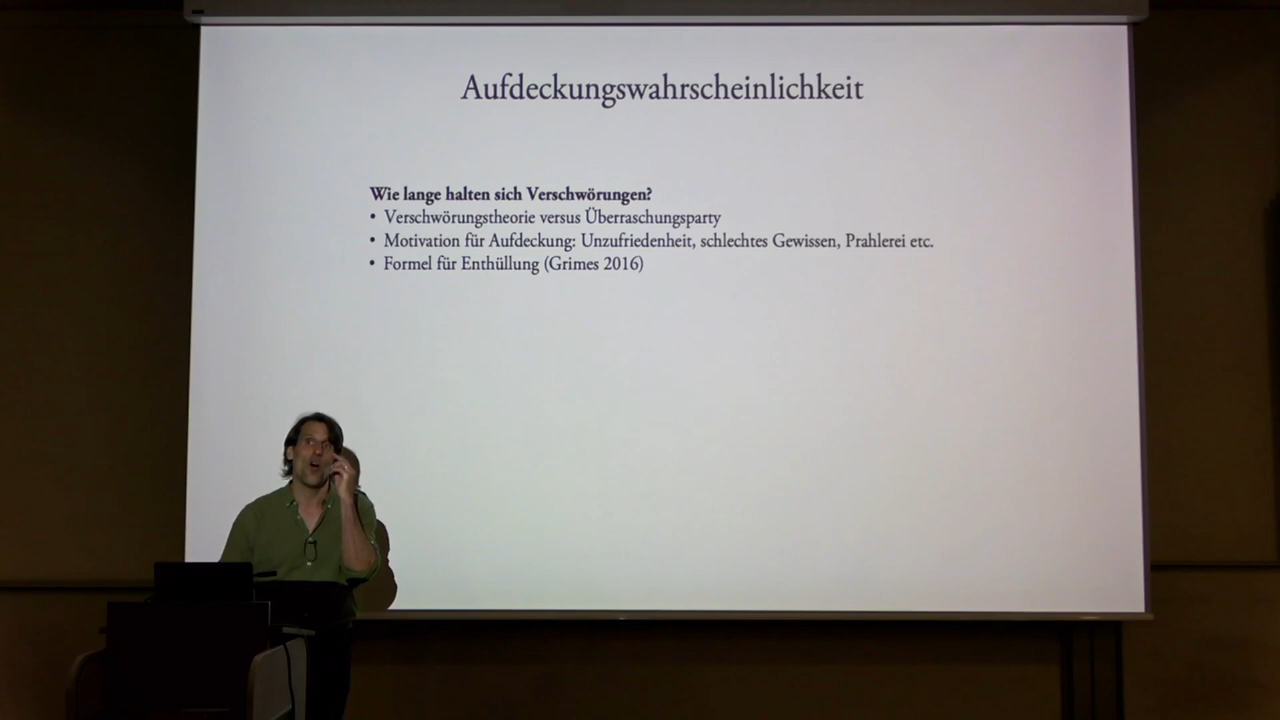 Aufdeckungswahrscheinlichkeit
Wie lange halten sich Verschwörungen?
• Verschwörungstheorie versus Überraschungsparty
• Motivation für Aufdeckung: Unzufriedenheit, schlechtes Gewissen, Prahlerei etc.
• Formel für Enthüllung (Grimes 2016)